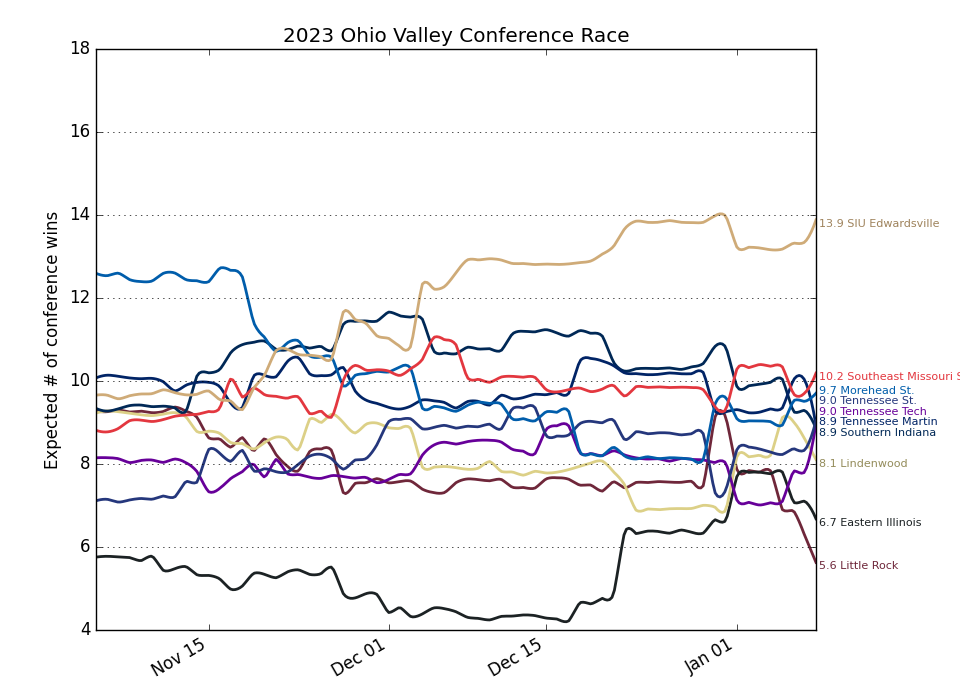 2023 Ohio Valley Conference Race
Expected # of conference wins
18
16
14
12
10
8
6
4
Nov 15
Dec 01
Dec 15
Jan 01
13.9 SIU Edwardsville
10.2 Southeast Missouri S
9.7 Morehead St.
9.0 Tennessee St.
9.0 Tennessee Tech
8.9 Tennessee Martin
8.9 Southern Indiana
8.1 Lindenwood
6.7 Eastern Illinois
5.6 Little Rock